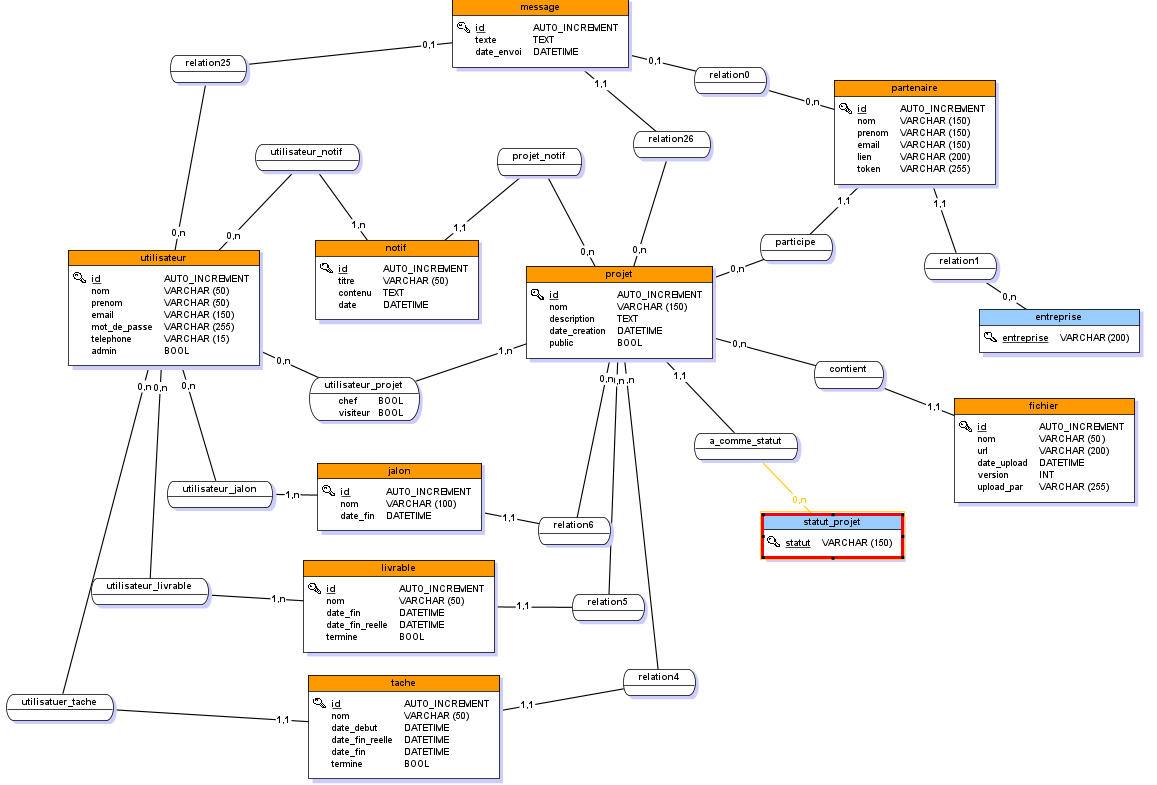 message
id AUTO_INCREMENT
texte TEXT
date_envoi DATETIME
0,1
0,1
1,1
relation25
relation0
0,n
relation26
partenaire
id AUTO_INCREMENT
nom VARCHAR (150)
prenom VARCHAR (150)
email VARCHAR (150)
lien VARCHAR (200)
token VARCHAR (255)
utilisateur_notif
projet_notif
0,n
0,n
1,n
1,1
0,n
0,n
1,1
1,1
participe
0,n
relation1
0,n
utilisateur
id AUTO_INCREMENT
nom VARCHAR (50)
prenom VARCHAR (50)
email VARCHAR (150)
mot_de_passe VARCHAR (255)
telephone VARCHAR (15)
admin BOOL
notif
id AUTO_INCREMENT
titre VARCHAR (50)
contenu TEXT
date DATETIME
projet
id AUTO_INCREMENT
nom VARCHAR (150)
description TEXT
date_creation DATETIME
public BOOL
entreprise
entreprise VARCHAR (200)
0,n
1,n
utilisateur_projet
chef BOOL
visiteur BOOL
0,n
contient
1,1
0,n
0,n
0,n
0,n
1,1
fichier
id AUTO_INCREMENT
nom VARCHAR (50)
url VARCHAR (200)
date_upload DATETIME
version INT
upload_par VARCHAR (255)
a_comme_statut
0,n
statut_projet
statut VARCHAR (150)
utilisateur_jalon
1,n
jalon
id AUTO_INCREMENT
nom VARCHAR (100)
date_fin DATETIME
1,1
relation6
utilisateur_livrable
1,n
livrable
id AUTO_INCREMENT
nom VARCHAR (50)
date_fin DATETIME
date_fin_reelle DATETIME
termine BOOL
1,1
relation5
utilisatuer_tache
1,1
tache
id AUTO_INCREMENT
nom VARCHAR (50)
date_debut DATETIME
date_fin_reelle DATETIME
date_fin DATETIME
termine BOOL
1,1
relation4